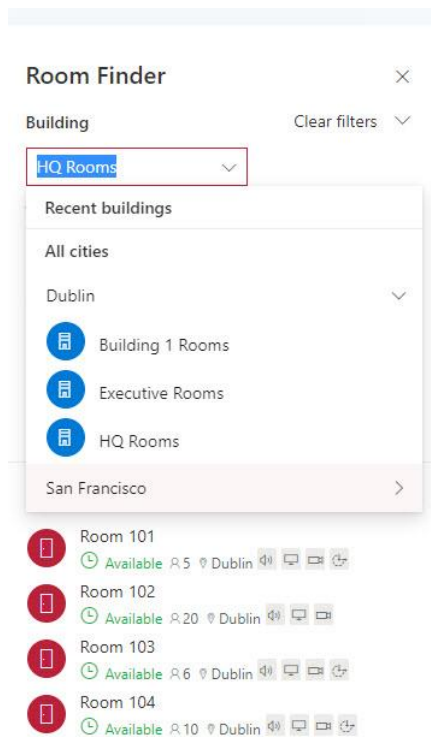 Room Finder
Building Clear filters
HQ Rooms
Recent buildings
All cities
Dublin
Building 1 Rooms
Executive Rooms
HQ Rooms
San Francisco
Room 101
Available 5 Dublin
Room 102
Available 20 Dublin
Room 103
Available 6 Dublin
Room 104
Available 10 Dublin